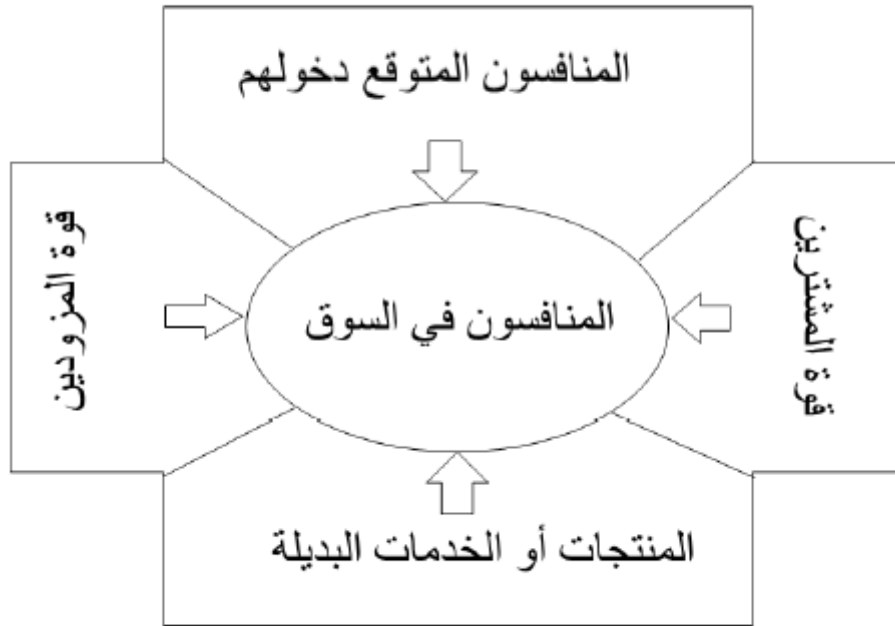 المنافسون المتوقع دخولهم
قوة المشترين
المنافسون في السوق
قوة المزودين
المنتجات أو الخدمات البديلة